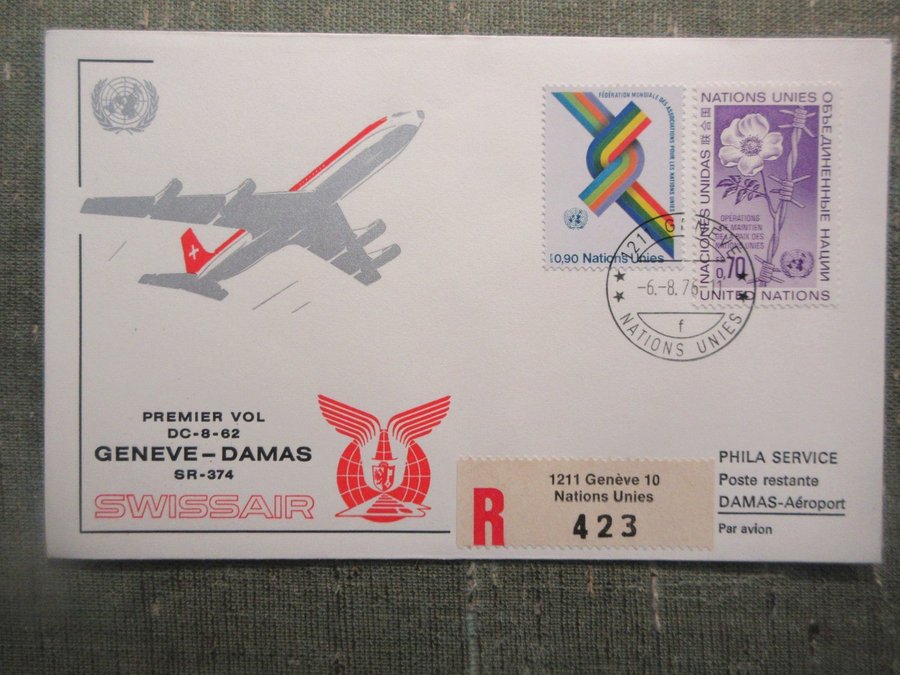 PREMIER VOL
DC-8-62
GENEVE–DAMAS
SR-374
SWISSAIR
FÉDÉRATION MONDIALE DES ASSOCIATIONS POUR LES NATIONS UNIES
0,90 Nations Unies
NATIONS UNIES
ОБЪЕДИНЕННЫЕ НАЦИИ
NACIONES UNIDAS
OPERATIONS
DE MAINTIEN
DE LA PAIX DES
NATIONS UNIES
0,70
UNITED NATIONS
1211
-6.-8.76-11
f
NATIONS UNIES
R
1211 Genève 10
Nations Unies
423
PHILA SERVICE
Poste restante
DAMAS-Aéroport
Par avion